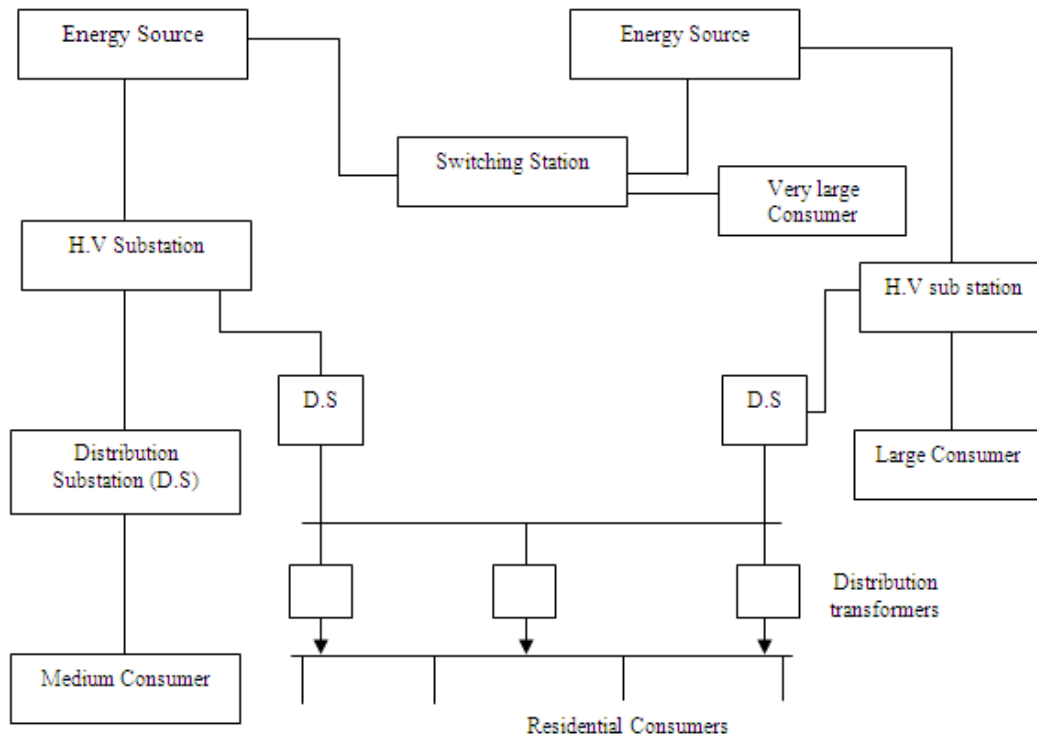 Energy Source
Energy Source
Switching Station
Very large
Consumer
H.V Substation
H.V sub station
D.S
D.S
Distribution
Substation (D.S)
Large Consumer
Distribution
transformers
Medium Consumer
Residential Consumers